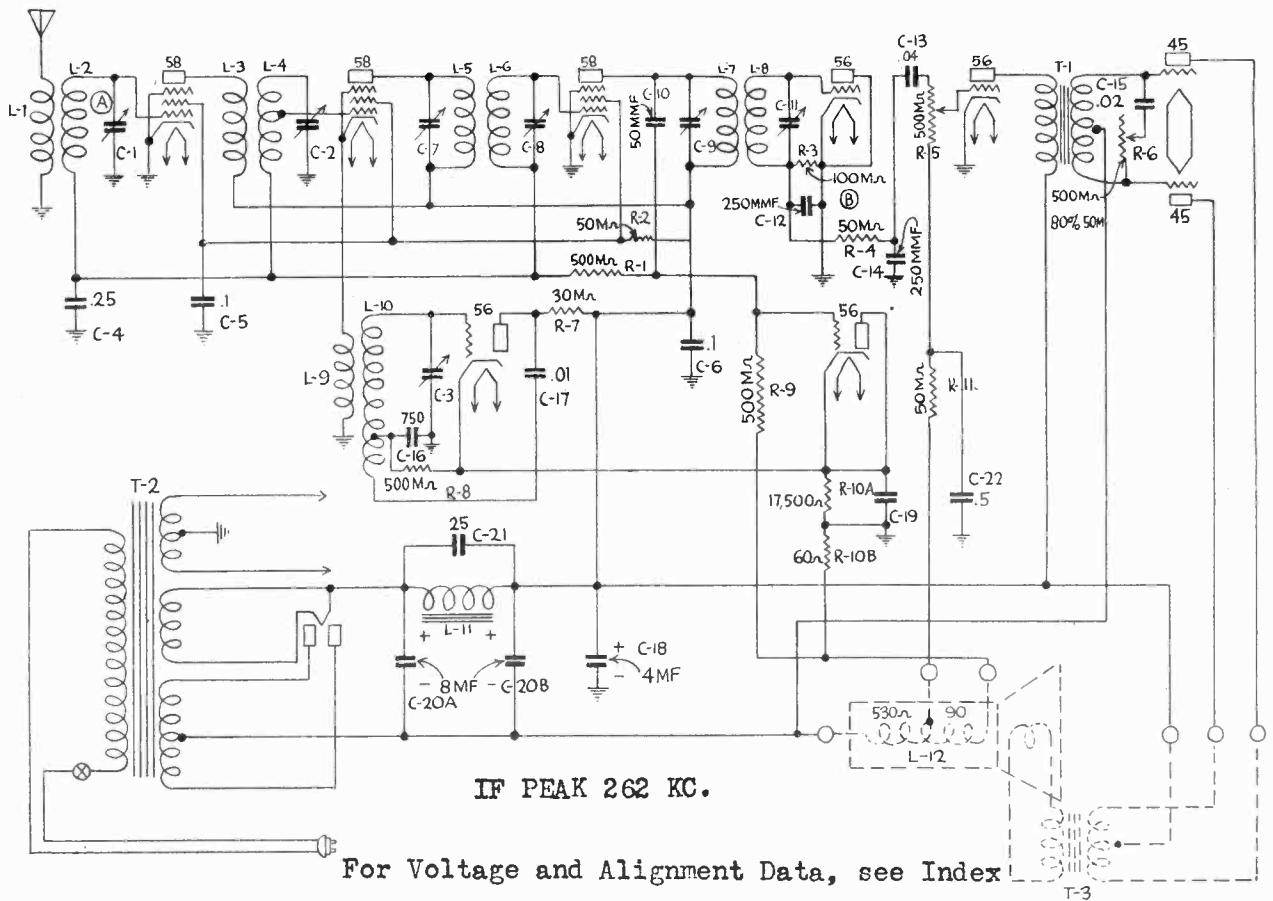 L-1
L-2
A
C-1
58
L-3
L-4
C-2
58
C-7
L-5
L-6
C-8
58
C-10
50MMF
C-9
L-7
L-8
C-11
56
R-3
100MΩ
B
250MMF
C-12
50MΩ
R-4
C-13
.04
500MΩ
R-5
C-14
250MMF
56
T-1
C-15
.02
R-6
500MΩ
80% 50M
45
45
50MΩ
R-2
500MΩ
R-1
.25
C-4
.1
C-5
L-9
L-10
C-3
56
30MΩ
R-7
.01
C-17
750
C-16
500MΩ
R-8
.1
C-6
500MΩ
R-9
56
17,500Ω
R-10A
C-19
60Ω
R-10B
50MΩ
R-11
C-22
.5
T-2
25
C-21
+
L-11
+
-
8MF
-
C-20A
C-20B
+
C-18
-
4MF
530Ω
90
L-12
T-3
IF PEAK 262 KC.
For Voltage and Alignment Data, see Index